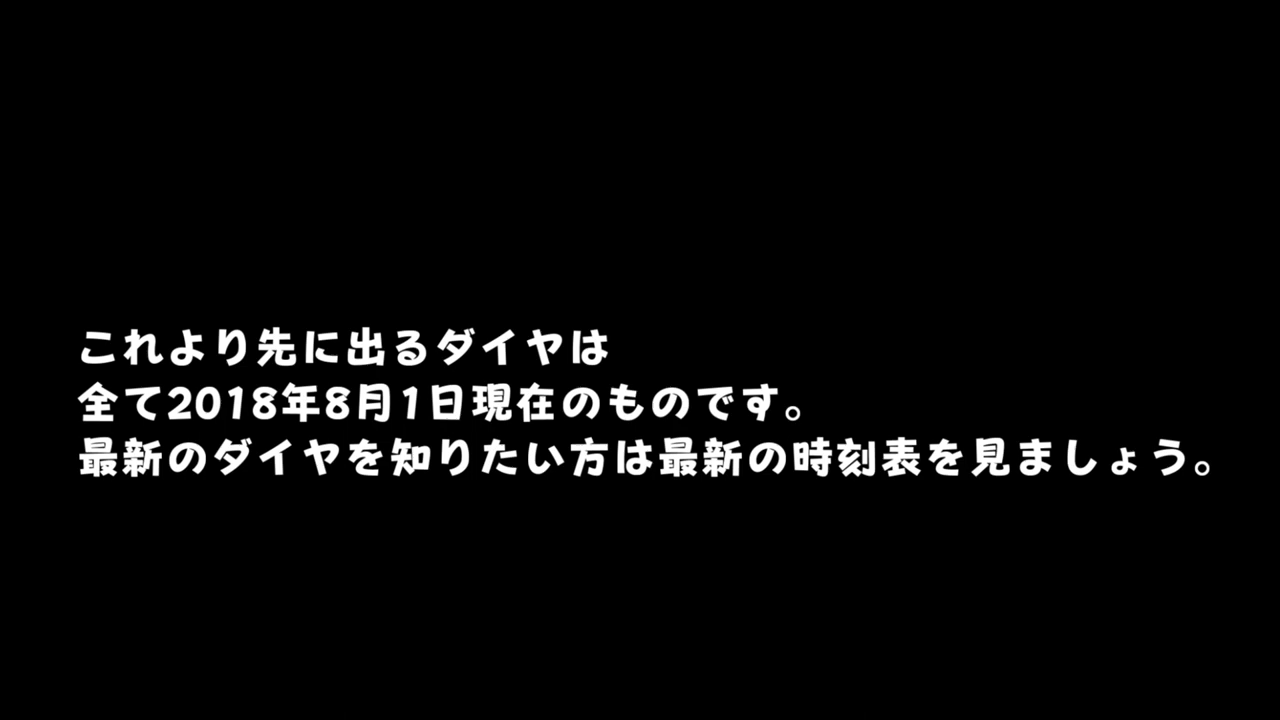 これより先に出るダイヤは
全て2018年8月1日現在のものです。
最新のダイヤを知りたい方は最新の時刻表を見ましょう。